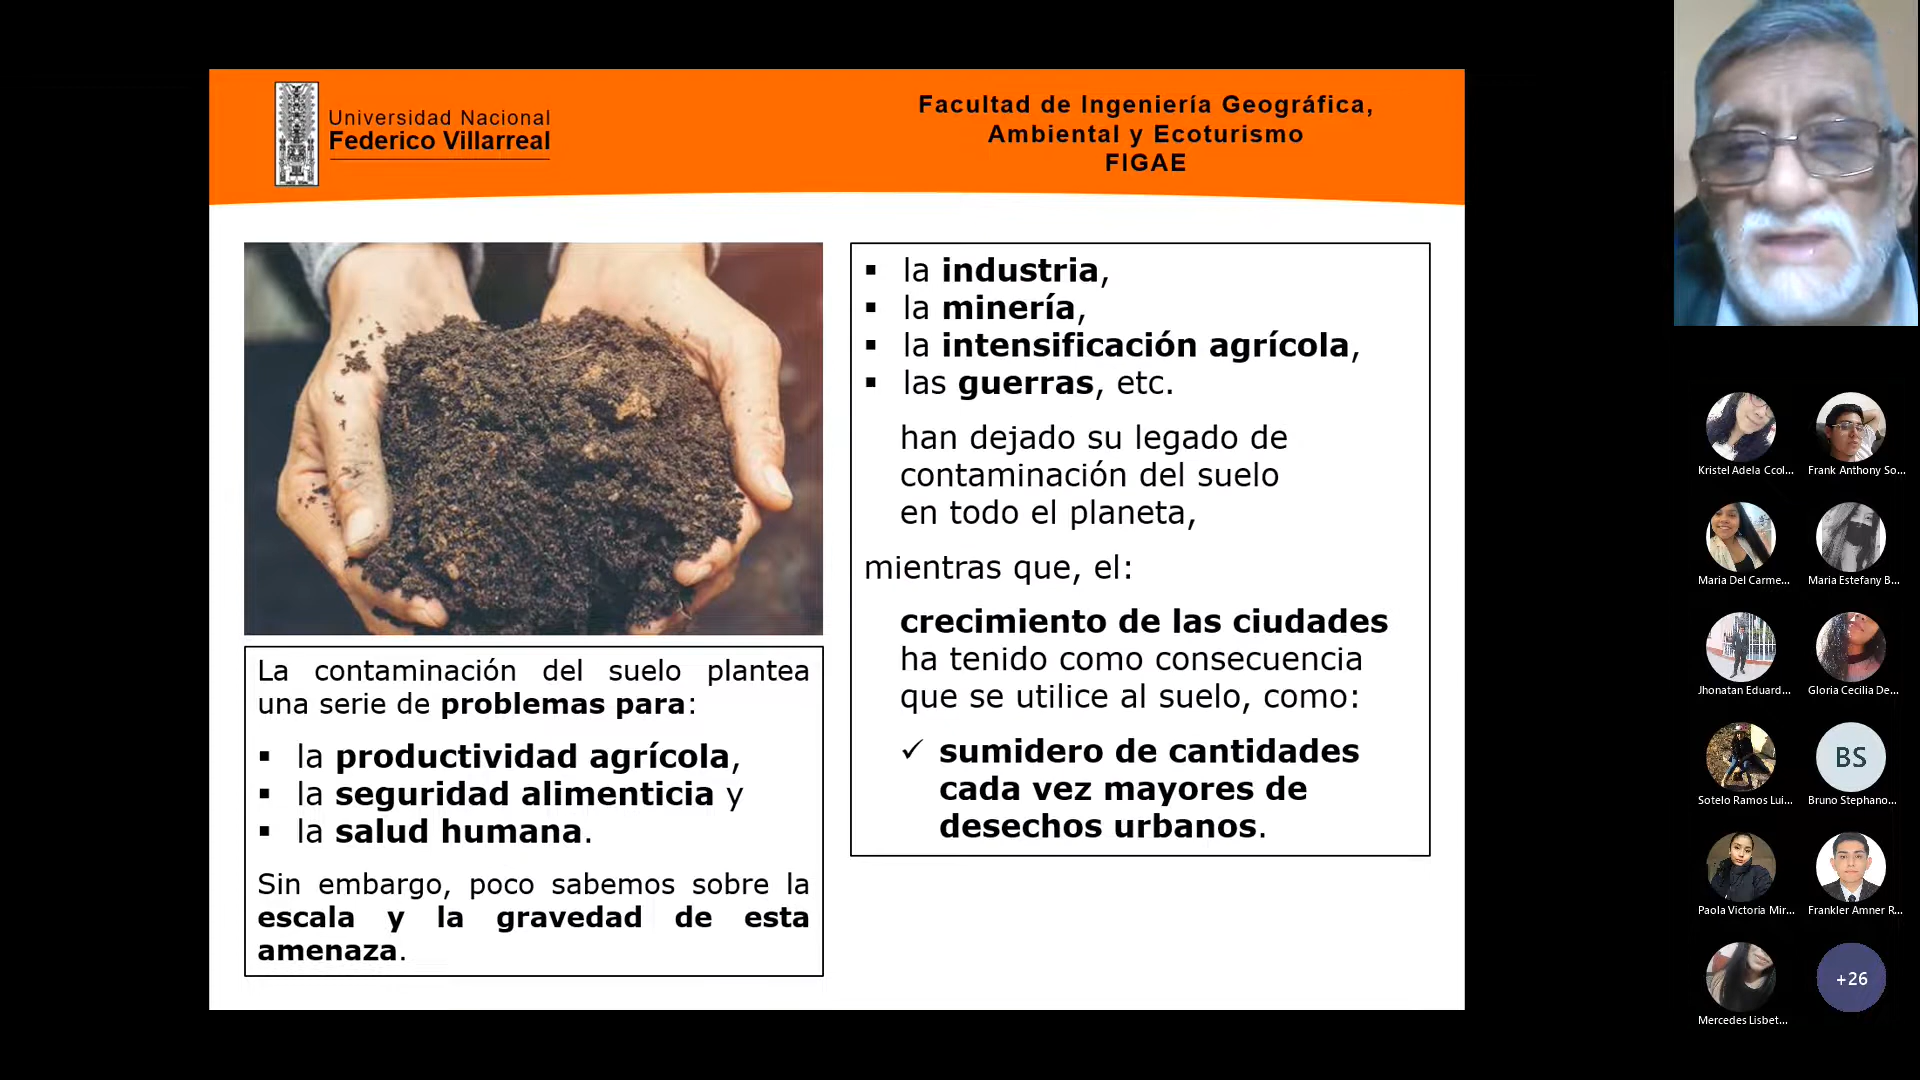 Universidad Nacional
Federico Villarreal
Facultad de Ingeniería Geográfica,
Ambiental y Ecoturismo
FIGAE
La contaminación del suelo plantea
una serie de problemas para:
▪ la productividad agrícola,
▪ la seguridad alimenticia y
▪ la salud humana.
Sin embargo, poco sabemos sobre la
escala y la gravedad de esta
amenaza.
▪ la industria,
▪ la minería,
▪ la intensificación agrícola,
▪ las guerras, etc.
han dejado su legado de
contaminación del suelo
en todo el planeta,
mientras que, el:
crecimiento de las ciudades
ha tenido como consecuencia
que se utilice al suelo, como:
✓ sumidero de cantidades
cada vez mayores de
desechos urbanos.
Kristel Adela Ccol...
Frank Anthony So...
Maria Del Carme...
Maria Estefany B...
Jhonatan Eduard...
Gloria Cecilia De...
Sotelo Ramos Lui...
BS
Bruno Stephano...
Paola Victoria Mir...
Frankler Amner R...
Mercedes Lisbet...
+26